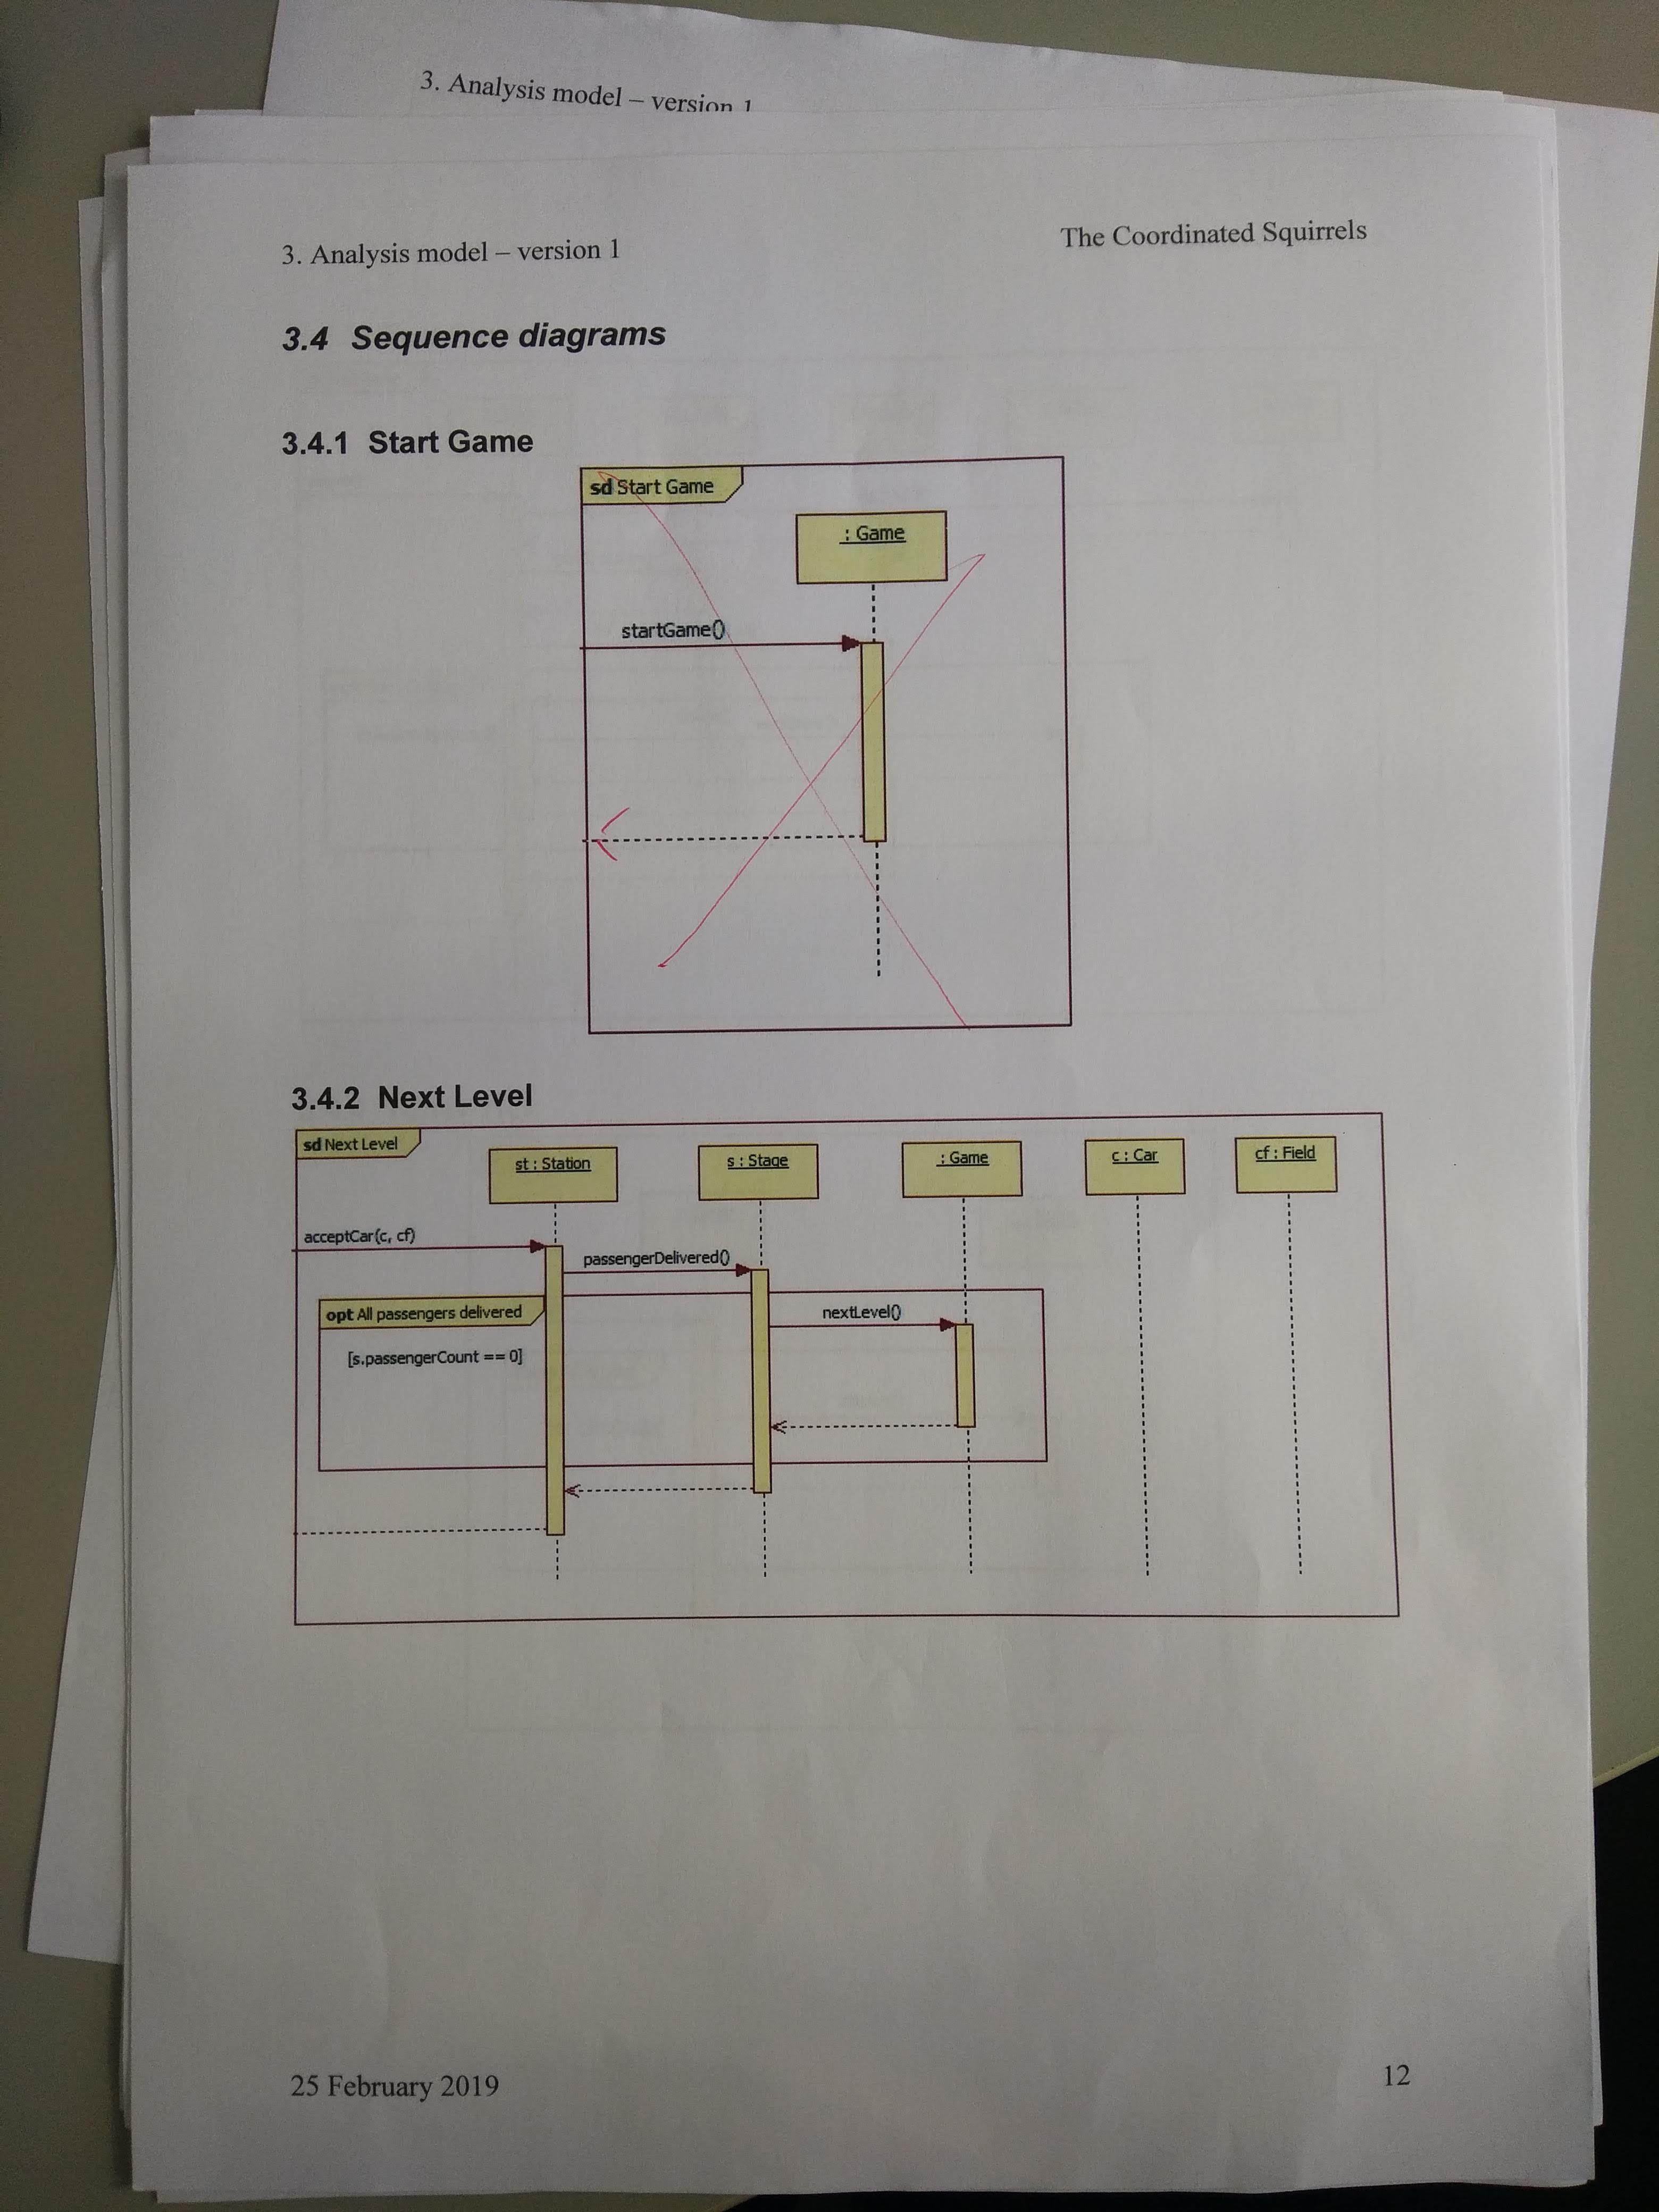 3. Analysis model – version 1
3. Analysis model – version 1
The Coordinated Squirrels
3.4 Sequence diagrams
3.4.1 Start Game
sd Start Game
: Game
startGame()
3.4.2 Next Level
sd Next Level
st : Station
s : Stage
: Game
c : Car
cf : Field
acceptCar(c, cf)
passengerDelivered()
opt All passengers delivered
nextLevel()
[s.passengerCount == 0]
25 February 2019
12